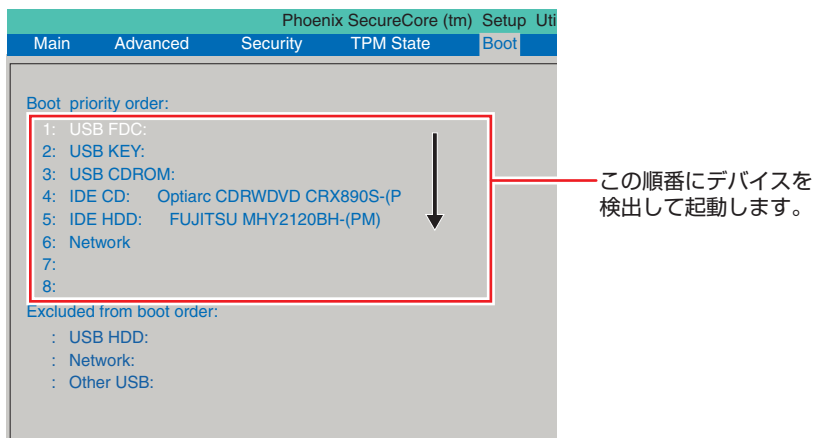 Phoenix SecureCore (tm) Setup Uti
Main Advanced Security TPM State Boot
Boot priority order:
1: USB FDC:
2: USB KEY:
3: USB CDROM:
4: IDE CD: Optiarc CDRWDVD CRX890S-(P
5: IDE HDD: FUJITSU MHY2120BH-(PM)
6: Network
7:
8:
この順番にデバイスを
検出して起動します。
Excluded from boot order:
: USB HDD:
: Network:
: Other USB: